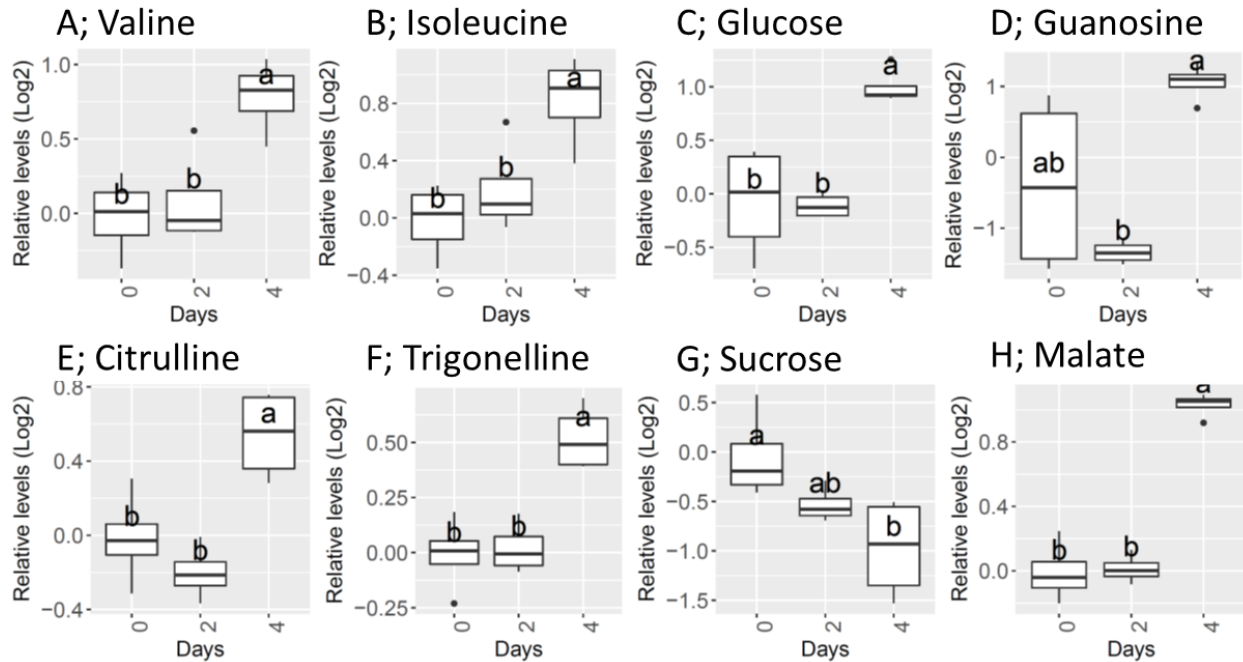 A; Valine
Relative levels (Log2)
1.0
0.5
0.0
b
b
a
0
2
4
Days
B; Isoleucine
Relative levels (Log2)
0.8
0.4
0.0
−0.4
b
b
a
0
2
4
Days
C; Glucose
Relative levels (Log2)
1.0
0.5
0.0
−0.5
b
b
a
0
2
4
Days
D; Guanosine
Relative levels (Log2)
1
0
−1
ab
b
a
0
2
4
Days
E; Citrulline
Relative levels (Log2)
0.8
0.4
0.0
−0.4
b
b
a
0
2
4
Days
F; Trigonelline
Relative levels (Log2)
0.50
0.25
0.00
−0.25
b
b
a
0
2
4
Days
G; Sucrose
Relative levels (Log2)
0.5
0.0
−0.5
−1.0
−1.5
a
ab
b
0
2
4
Days
H; Malate
Relative levels (Log2)
0.8
0.4
0.0
b
b
a
0
2
4
Days